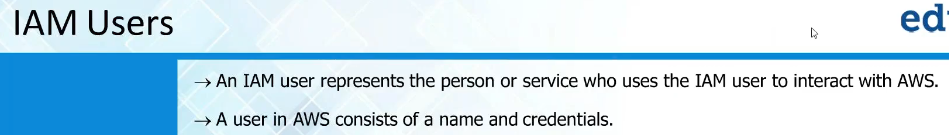 IAM Users
→ An IAM user represents the person or service who uses the IAM user to interact with AWS.
→ A user in AWS consists of a name and credentials.